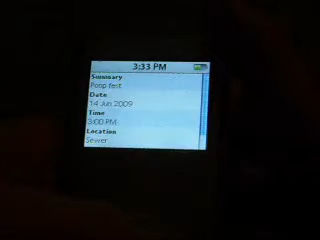 3:33 PM
Summary
Poop fest
Date
14 Jun 2009
Time
3:00 PM
Location
Sewer